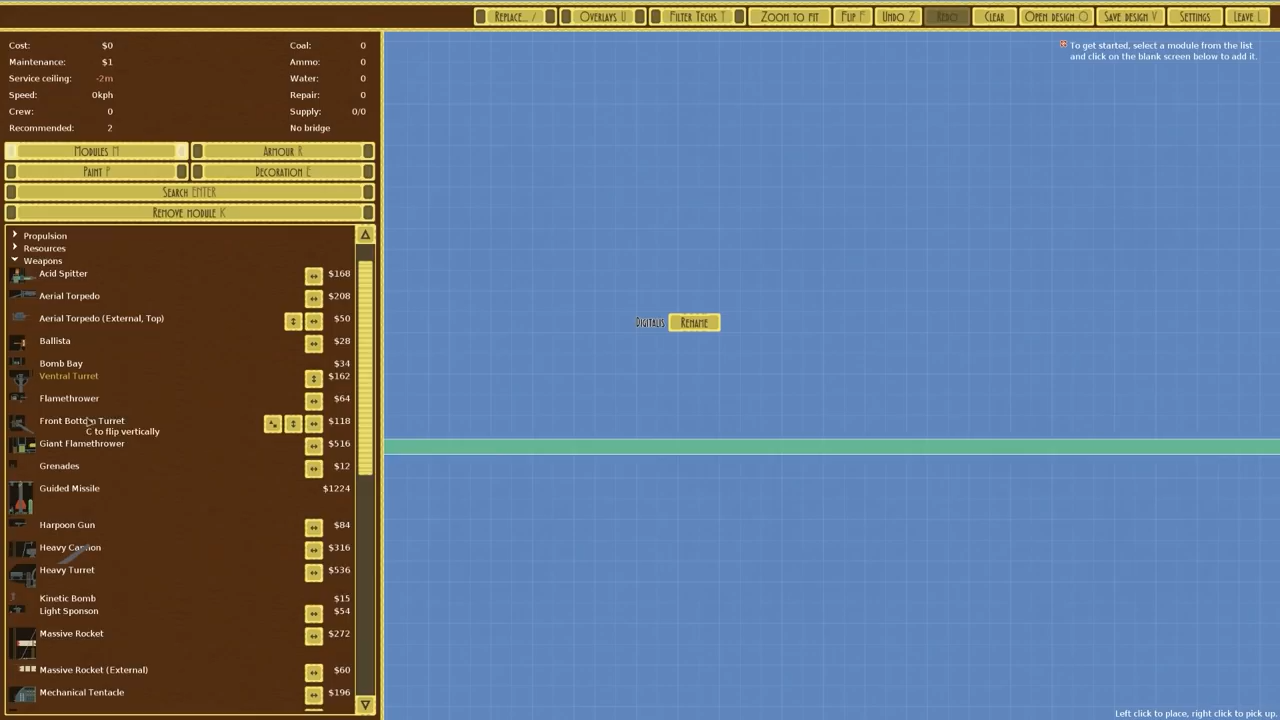 REPLACE... /
OVERLAYS U
FILTER TECHS T
ZOOM TO FIT
FLIP F
UNDO Z
REDO
CLEAR
OPEN DESIGN O
SAVE DESIGN V
SETTINGS
LEAVE L
Cost: $0
Coal: 0
Maintenance: $1
Ammo: 0
Service ceiling: -2m
Water: 0
Speed: 0kph
Repair: 0
Crew: 0
Supply: 0/0
Recommended: 2
No bridge
To get started, select a module from the list
and click on the blank screen below to add it.
MODULES M
ARMOUR R
PAINT P
DECORATION E
SEARCH ENTER
REMOVE MODULE K
Propulsion
Resources
Weapons
Acid Spitter $168
Aerial Torpedo $208
Aerial Torpedo (External, Top) $50
Ballista $28
Bomb Bay $34
Ventral Turret $162
Flamethrower $64
Front Bottom Turret $118
C to flip vertically
Giant Flamethrower $516
Grenades $12
Guided Missile $1224
Harpoon Gun $84
Heavy Cannon $316
Heavy Turret $536
Kinetic Bomb $15
Light Sponson $54
Massive Rocket $272
Massive Rocket (External) $60
Mechanical Tentacle $196
DIGITALIS
RENAME
Left click to place, right click to pick up.